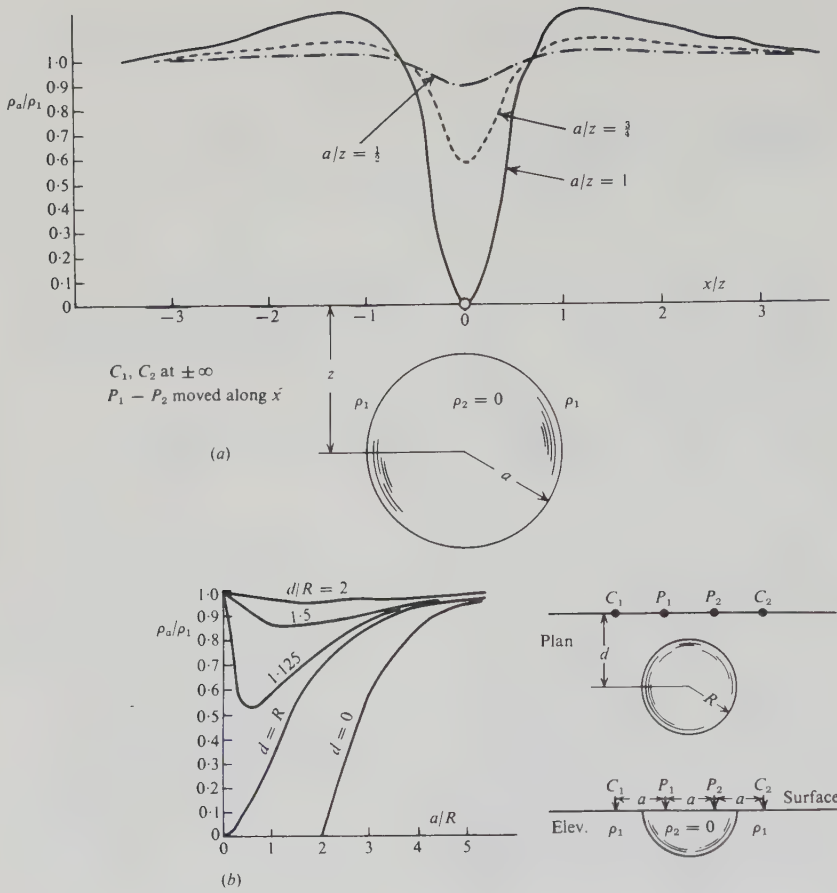 1·0
0·9
0·8
0·7
0·6
0·5
0·4
0·3
0·2
0·1
0
ρa/ρ1
a/z = ½
a/z = ¾
a/z = 1
−3 −2 −1 0 1 2 3
x/z
C1, C2 at ±∞
P1 − P2 moved along x
z
ρ1 ρ2 = 0 ρ1
a
(a)
1·0
0·9
0·8
0·7
0·6
0·5
0·4
0·3
0·2
0·1
0
ρa/ρ1
d/R = 2
1·5
1·125
d = R
d = 0
a/R
0 1 2 3 4 5
(b)
C1 P1 P2 C2
Plan
d
R
C1 P1 P2 C2 Surface
a a a
Elev. ρ1 ρ2 = 0 ρ1